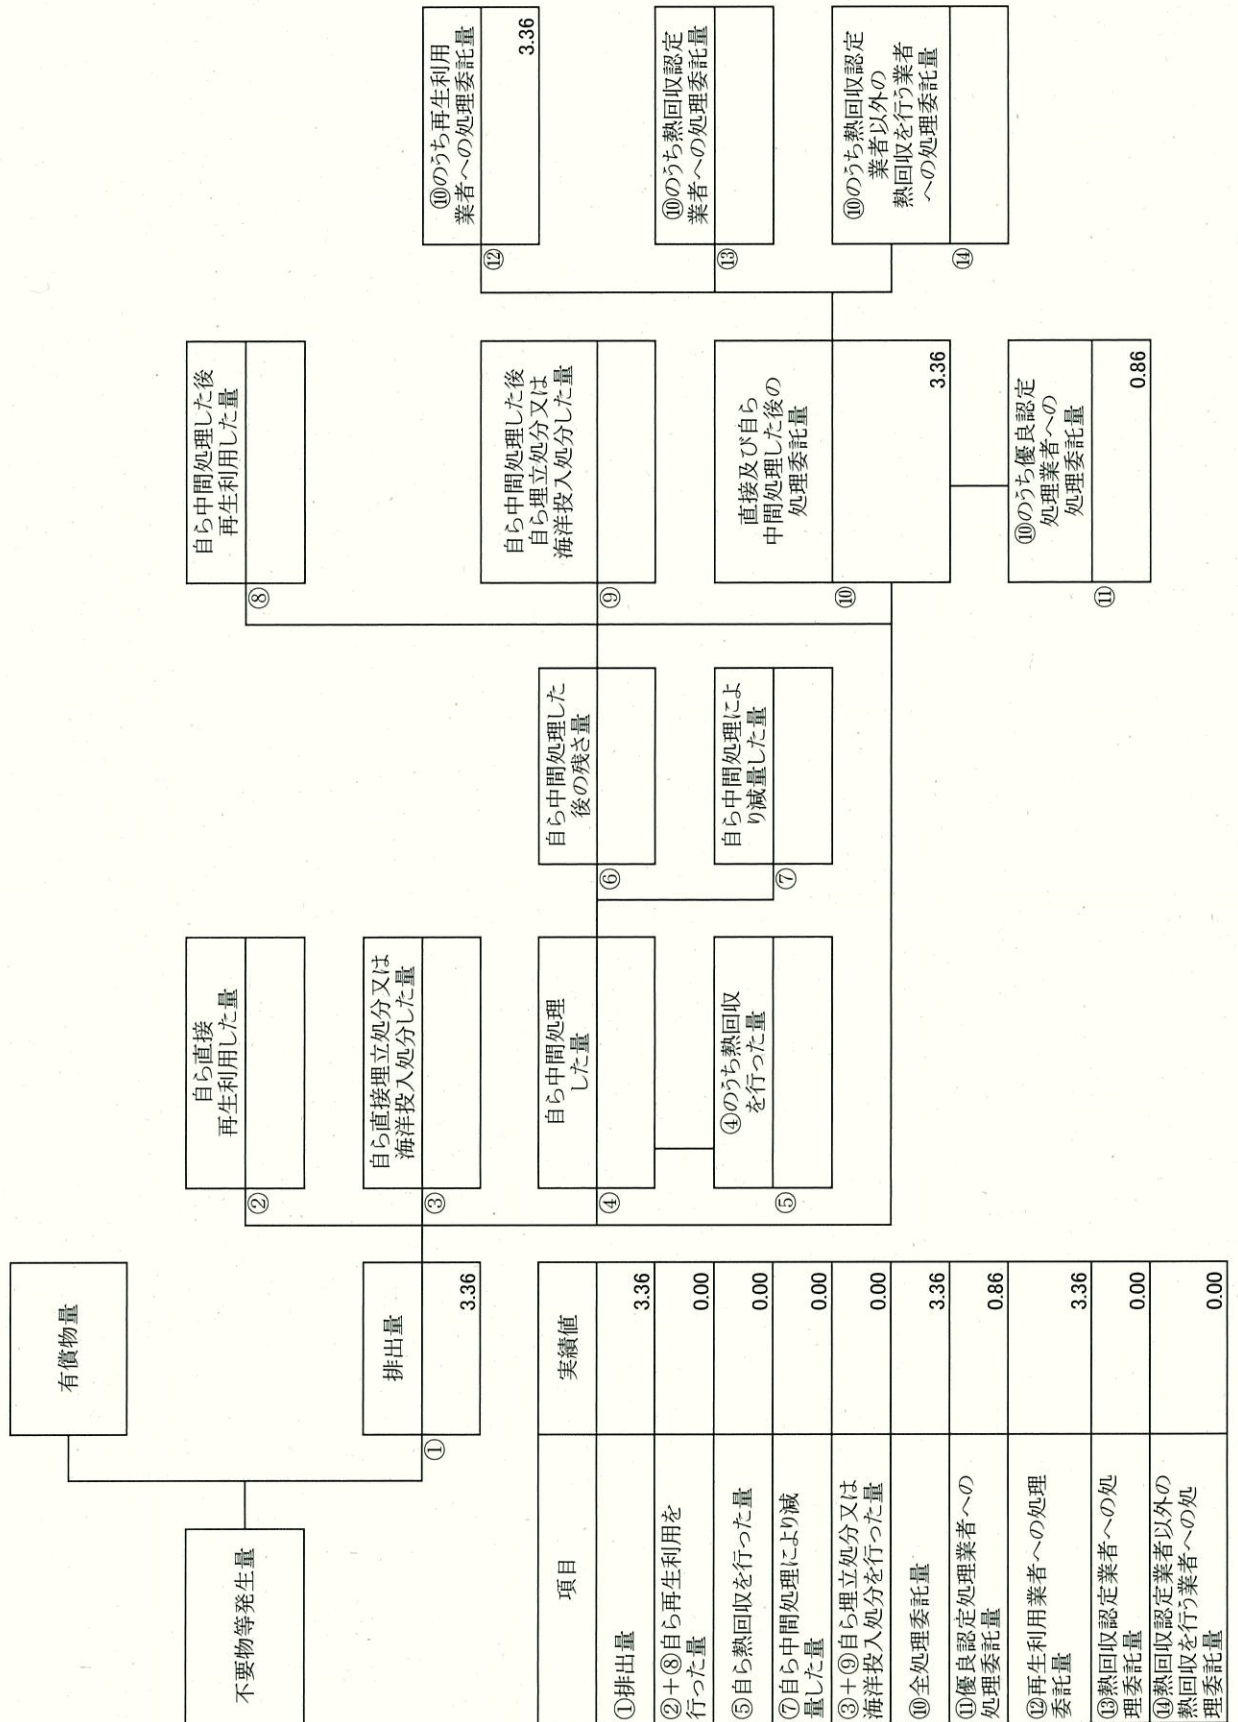 不要物等発生量
有償物量
排出量
①
3.36
自ら直接
再生利用した量
②
自ら直接埋立処分又は
海洋投入処分した量
③
自ら中間処理
した量
④
④のうち熱回収
を行った量
⑤
自ら中間処理した
後の残さ量
⑥
自ら中間処理によ
り減量した量
⑦
自ら中間処理した後
再生利用した量
⑧
自ら中間処理した後
自ら埋立処分又は
海洋投入処分した量
⑨
直接及び自ら
中間処理した後の
処理委託量
⑩
3.36
⑩のうち優良認定
処理業者への
処理委託量
⑪
0.86
⑩のうち再生利用
業者への処理委託量
⑫
3.36
⑩のうち熱回収認定
業者への処理委託量
⑬
⑩のうち熱回収認定
業者以外の
熱回収を行う業者
への処理委託量
⑭
項目 実績値
①排出量 3.36
②+⑧自ら再生利用を
行った量 0.00
⑤自ら熱回収を行った量 0.00
⑦自ら中間処理により減
量した量 0.00
③+⑨自ら埋立処分又は
海洋投入処分を行った量 0.00
⑩全処理委託量 3.36
⑪優良認定処理業者への
処理委託量 0.86
⑫再生利用業者への処理
委託量 3.36
⑬熱回収認定業者への処
理委託量 0.00
⑭熱回収認定業者以外の
熱回収を行う業者への処
理委託量 0.00